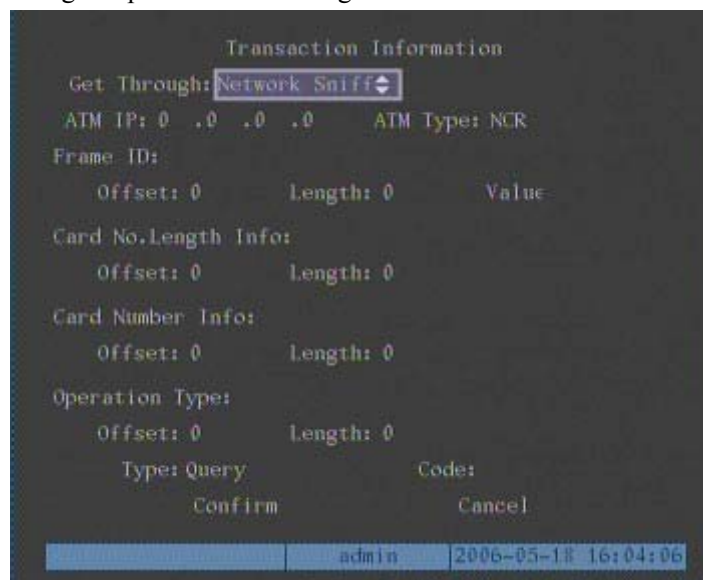 Transaction Information
Get Through: Network Sniff
ATM IP: 0 .0 .0 .0 ATM Type: NCR
Frame ID:
Offset: 0 Length: 0 Value
Card No.Length Info:
Offset: 0 Length: 0
Card Number Info:
Offset: 0 Length: 0
Operation Type:
Offset: 0 Length: 0
Type: Query Code:
Confirm Cancel
admin 2006-05-18 16:04:06